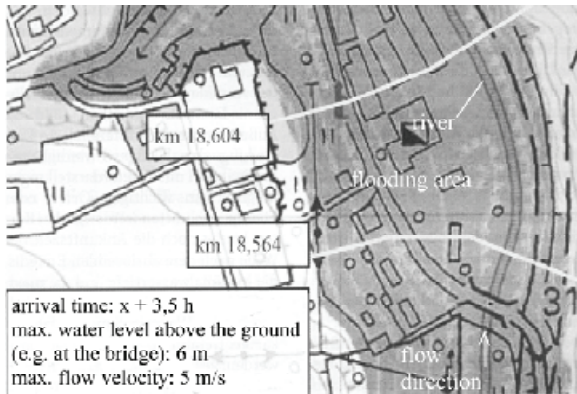 km 18,604
river
flooding area
km 18,564
31
arrival time: x + 3,5 h
max. water level above the ground
(e.g. at the bridge): 6 m
max. flow velocity: 5 m/s
flow
direction